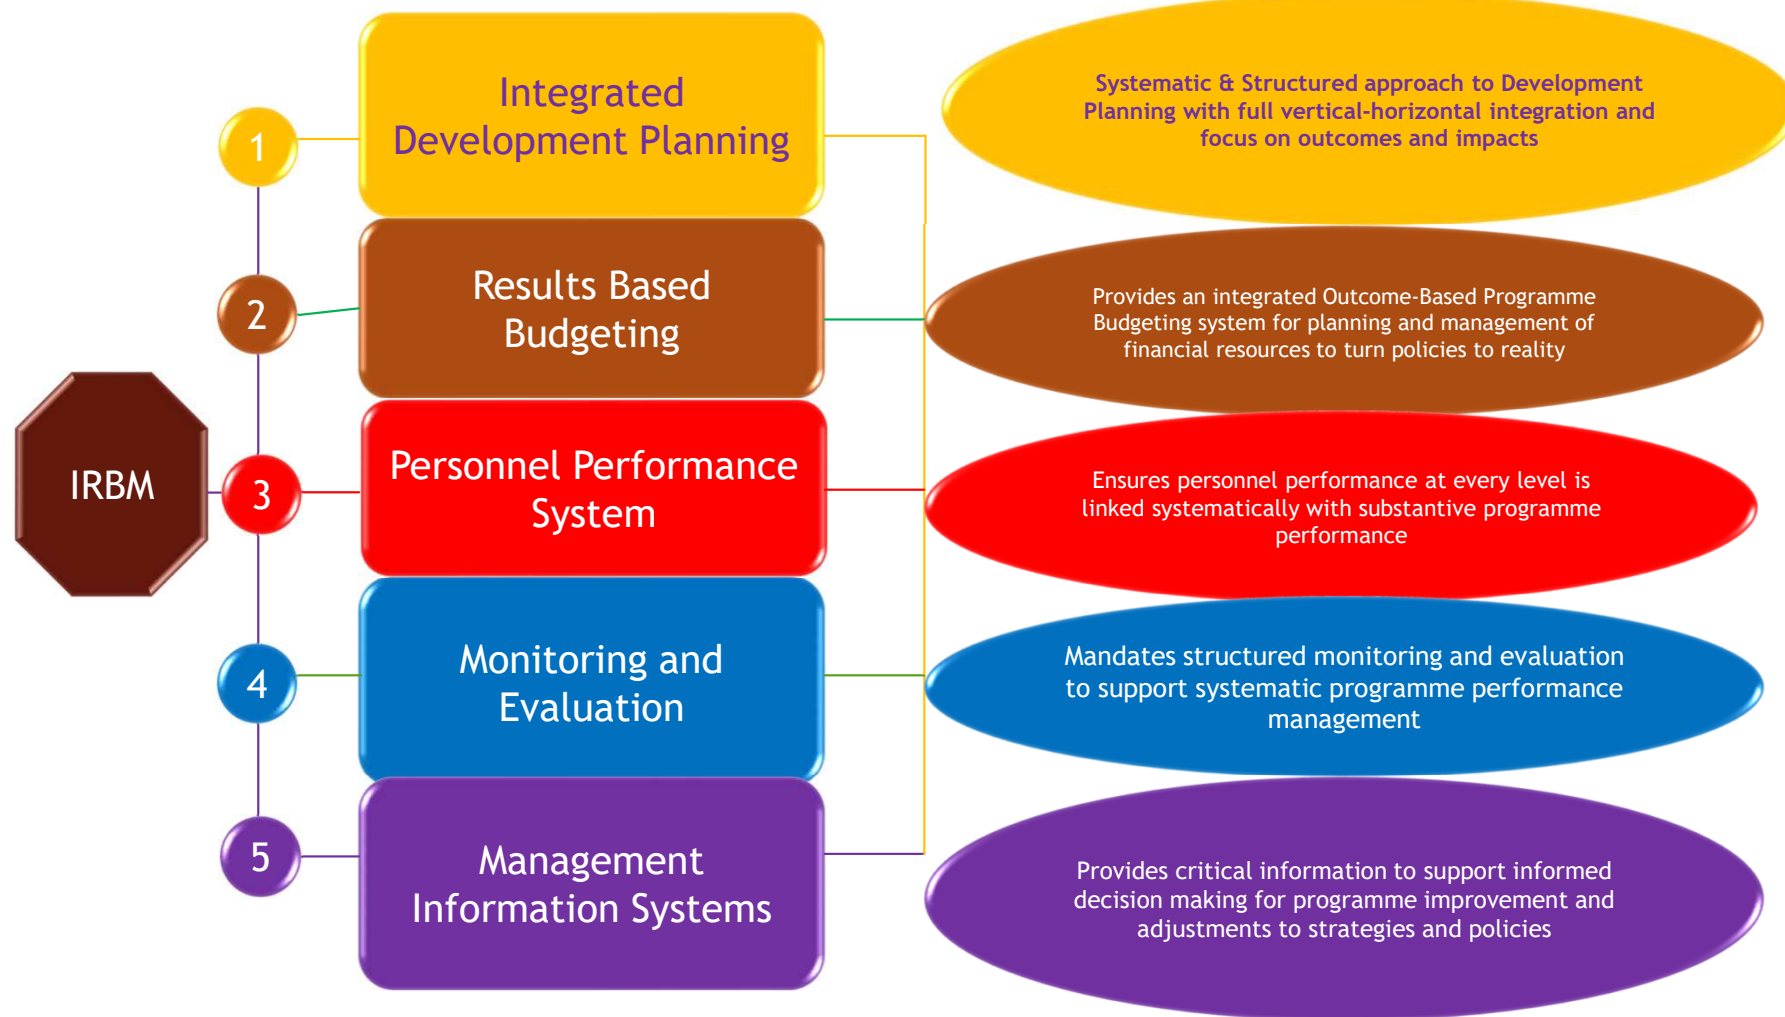 IRBM
1
Integrated
Development Planning
Systematic & Structured approach to Development
Planning with full vertical-horizontal integration and
focus on outcomes and impacts
2
Results Based
Budgeting
Provides an integrated Outcome-Based Programme
Budgeting system for planning and management of
financial resources to turn policies to reality
3
Personnel Performance
System
Ensures personnel performance at every level is
linked systematically with substantive programme
performance
4
Monitoring and
Evaluation
Mandates structured monitoring and evaluation
to support systematic programme performance
management
5
Management
Information Systems
Provides critical information to support informed
decision making for programme improvement and
adjustments to strategies and policies